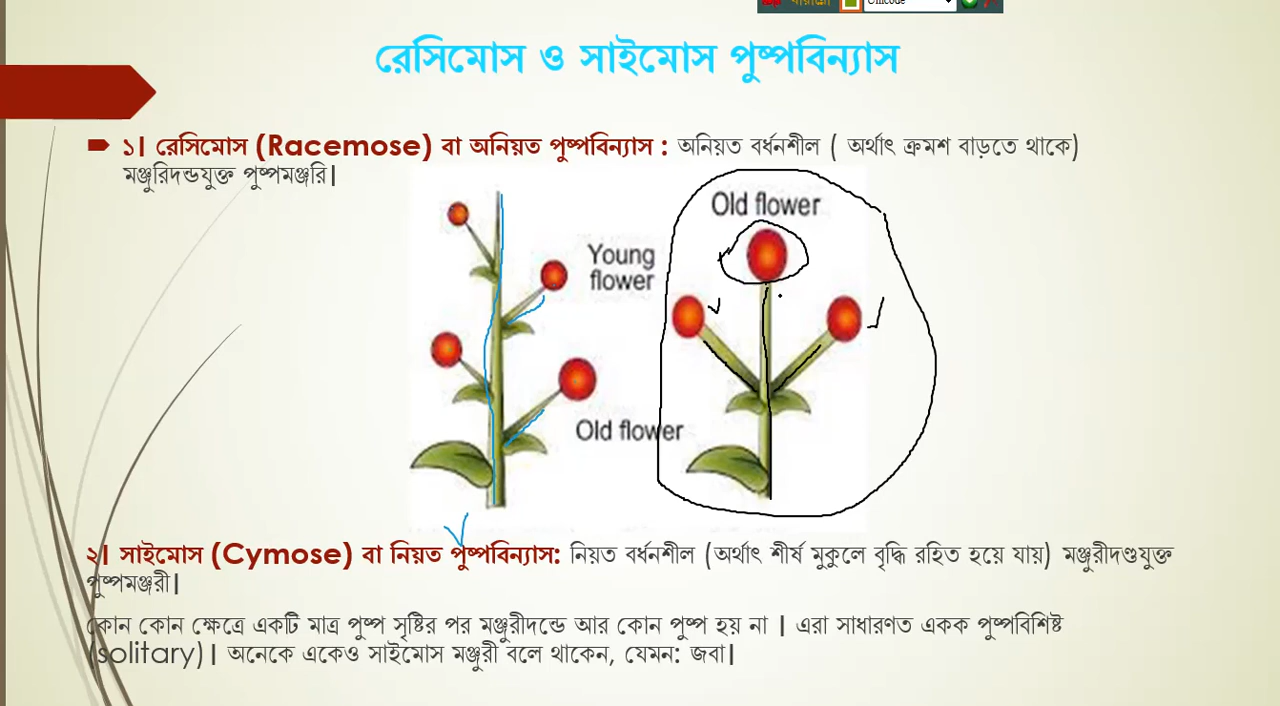 Unicode
রেসিমোস ও সাইমোস পুষ্পবিন্যাস
১। রেসিমোস (Racemose) বা অনিয়ত পুষ্পবিন্যাস : অনিয়ত বর্ধনশীল ( অর্থাৎ ক্রমশ বাড়তে থাকে)
মঞ্জুরিদন্ডযুক্ত পুষ্পমঞ্জরি।
Old flower
Young
flower
Old flower
২। সাইমোস (Cymose) বা নিয়ত পুষ্পবিন্যাস: নিয়ত বর্ধনশীল (অর্থাৎ শীর্ষ মুকুলে বৃদ্ধি রহিত হয়ে যায়) মঞ্জুরীদণ্ডযুক্ত
পুষ্পমঞ্জরী।
কোন কোন ক্ষেত্রে একটি মাত্র পুষ্প সৃষ্টির পর মঞ্জুরীদন্ডে আর কোন পুষ্প হয় না । এরা সাধারণত একক পুষ্পবিশিষ্ট
(solitary)। অনেকে একেও সাইমোস মঞ্জুরী বলে থাকেন, যেমন: জবা।